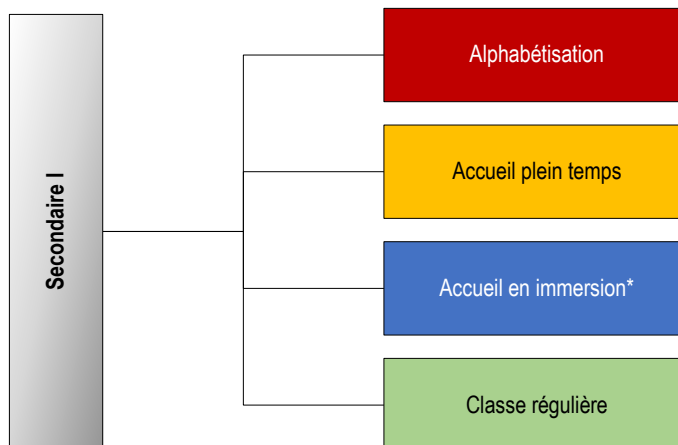 Secondaire I
Alphabétisation
Accueil plein temps
Accueil en immersion*
Classe régulière